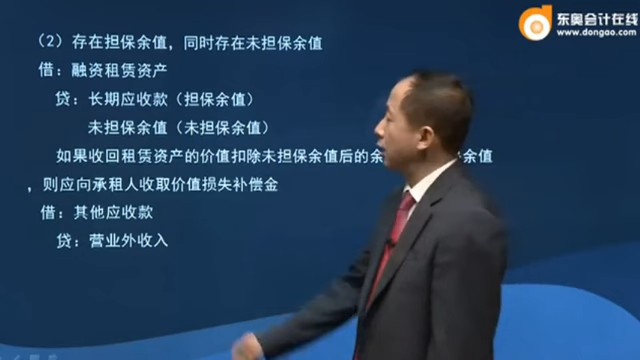 东奥会计在线
www.dongao.com
（2）存在担保余值，同时存在未担保余值
借：融资租赁资产
贷：长期应收款（担保余值）
未担保余值（未担保余值）
如果收回租赁资产的价值扣除未担保余值后的余 余值
，则应向承租人收取价值损失补偿金
借：其他应收款
贷：营业外收入